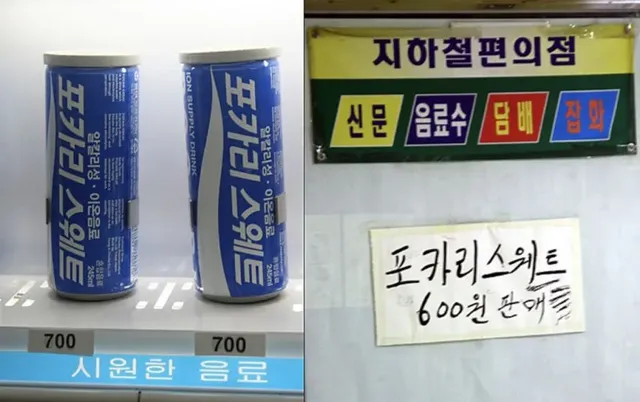 포카리스웨트
알칼리성·이온음료
245ml
ION SUPPLY DRINK
포카리스웨트
알칼리성·이온음료
245ml
700
700
시원한 음료
지하철편의점
신문 음료수 담배 잡화
포카리스웨트
600원 판매